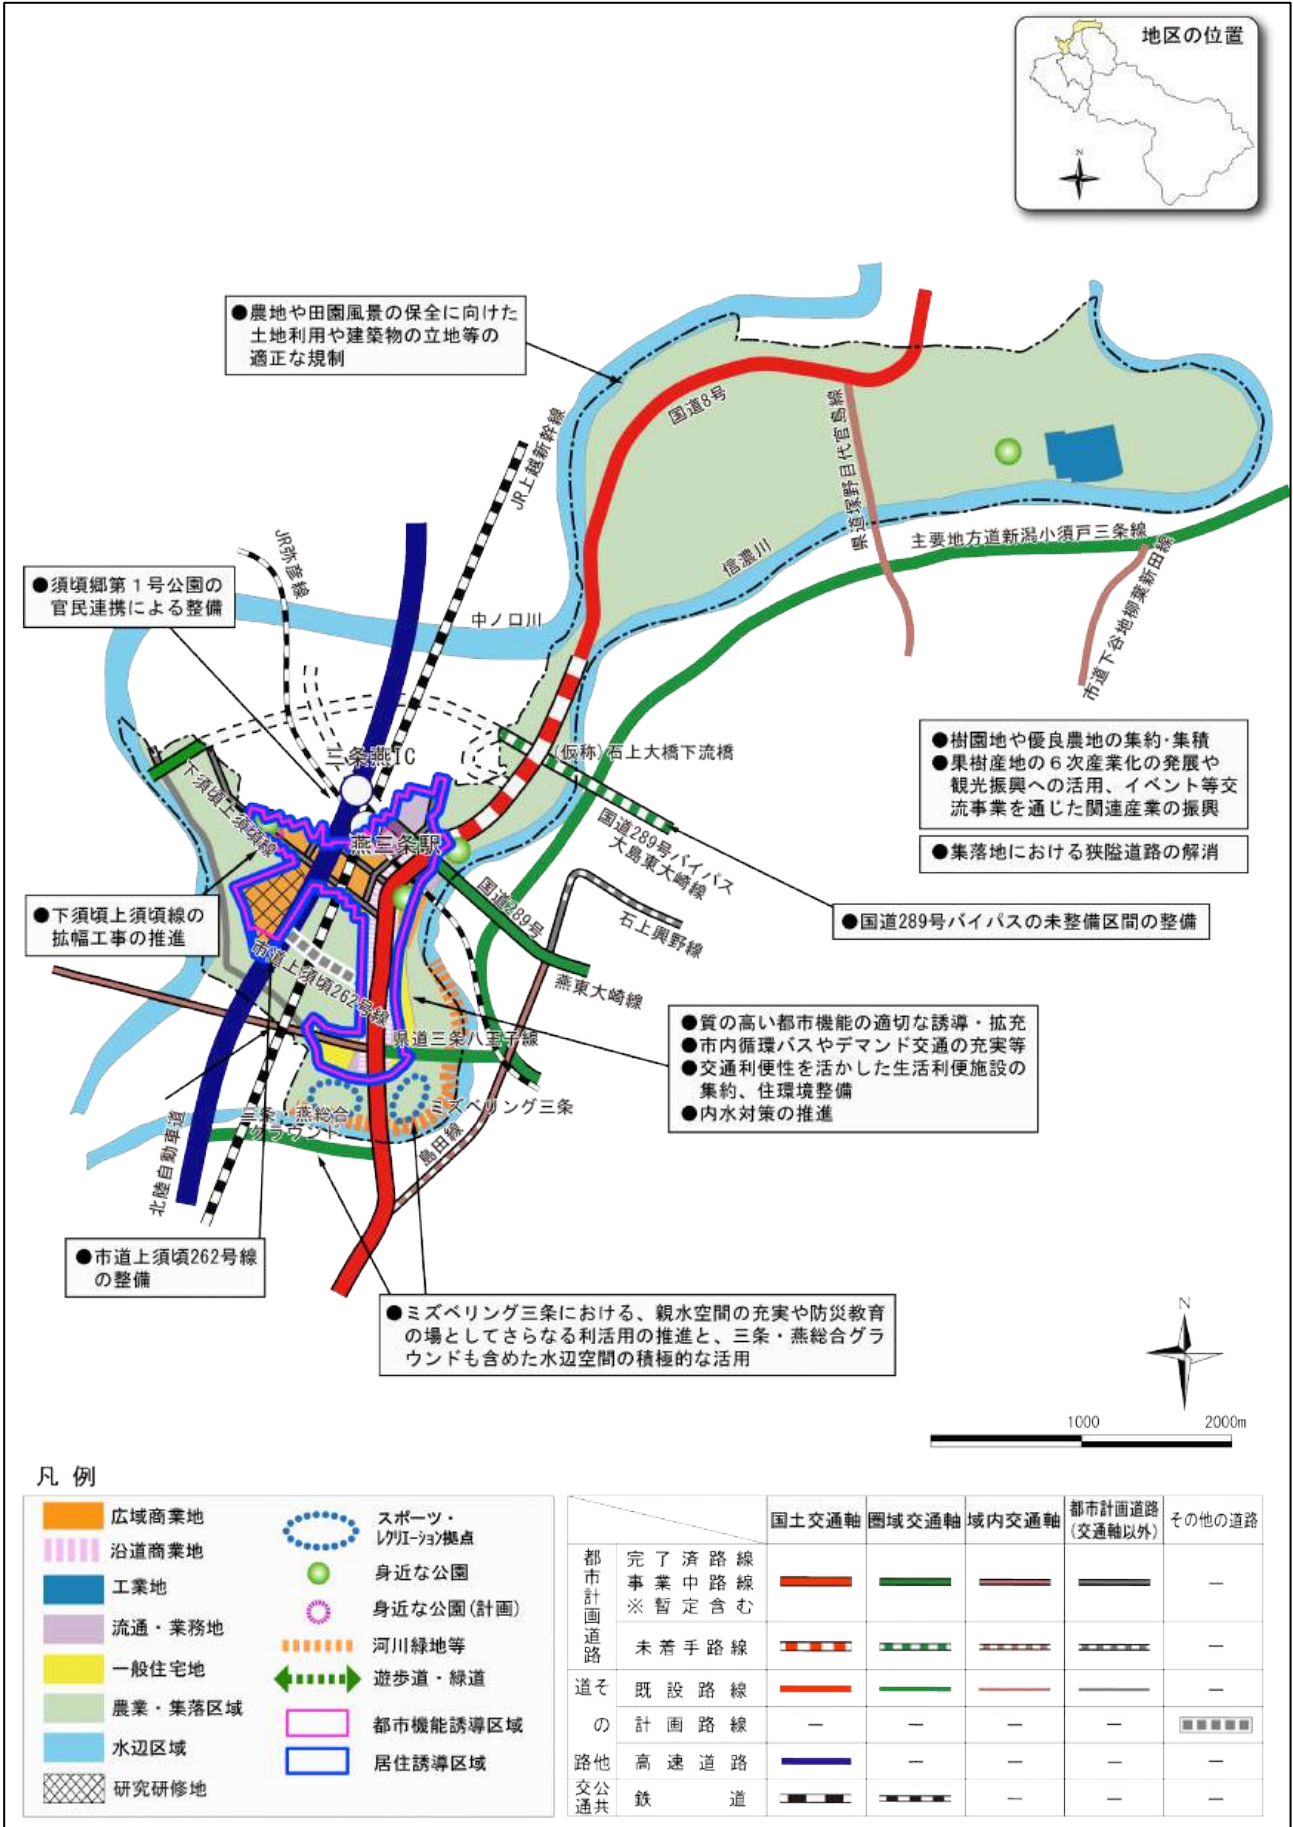 地区の位置
N
●農地や田園風景の保全に向けた
土地利用や建築物の立地等の
適正な規制
国道8号
JR上越新幹線
県道塚野目代官島線
主要地方道新潟小須戸三条線
信濃川
市道下谷地柳葉新田線
JR弥彦線
●須頃郷第1号公園の
官民連携による整備
中ノ口川
三条燕IC
(仮称)石上大橋下流橋
●樹園地や優良農地の集約・集積
●果樹産地の6次産業化の発展や
観光振興への活用、イベント等交
流事業を通じた関連産業の振興
●集落地における狭隘道路の解消
下須頃上須頃線
燕三条駅
国道289号バイパス
大島東大崎線
国道289号
石上興野線
●国道289号バイパスの未整備区間の整備
●下須頃上須頃線の
拡幅工事の推進
市道上須頃262号線
燕東大崎線
県道三条八王子線
●質の高い都市機能の適切な誘導・拡充
●市内循環バスやデマンド交通の充実等
●交通利便性を活かした生活利便施設の
集約、住環境整備
●内水対策の推進
三条・燕総合
グラウンド
ミズベリング三条
島田線
北陸自動車道
●市道上須頃262号線
の整備
●ミズベリング三条における、親水空間の充実や防災教育
の場としてさらなる利活用の推進と、三条・燕総合グラ
ウンドも含めた水辺空間の積極的な活用
N
1000 2000m
凡例
広域商業地
沿道商業地
工業地
流通・業務地
一般住宅地
農業・集落区域
水辺区域
研究研修地
スポーツ・
レクリエーション拠点
身近な公園
身近な公園(計画)
河川緑地等
遊歩道・緑道
都市機能誘導区域
居住誘導区域
国土交通軸 圏域交通軸 域内交通軸 都市計画道路(交通軸以外) その他の道路
都市計画道路
完了済路線
事業中路線
※暫定含む
—
未着手路線 —
その他道路
既設路線 —
計画路線 — — — —
高速道路 — — — —
公共交通
鉄道 — — —